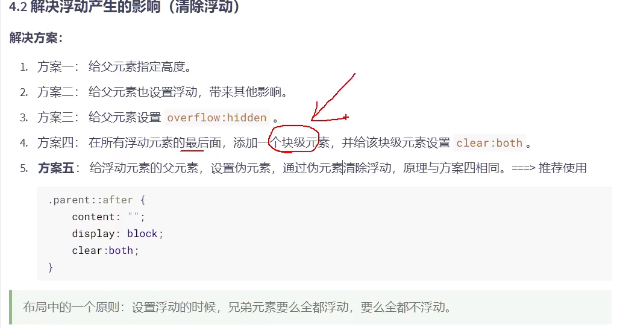 4.2 解决浮动产生的影响（清除浮动）
解决方案：
1. 方案一： 给父元素指定高度。
2. 方案二： 给父元素也设置浮动，带来其他影响。
3. 方案三： 给父元素设置 overflow:hidden 。
4. 方案四： 在所有浮动元素的最后面，添加一个块级元素，并给该块级元素设置 clear:both 。
5. 方案五： 给浮动元素的父元素，设置伪元素，通过伪元素清除浮动，原理与方案四相同。===> 推荐使用
.parent::after {
content: "";
display: block;
clear:both;
}
布局中的一个原则：设置浮动的时候，兄弟元素要么全都浮动，要么全都不浮动。